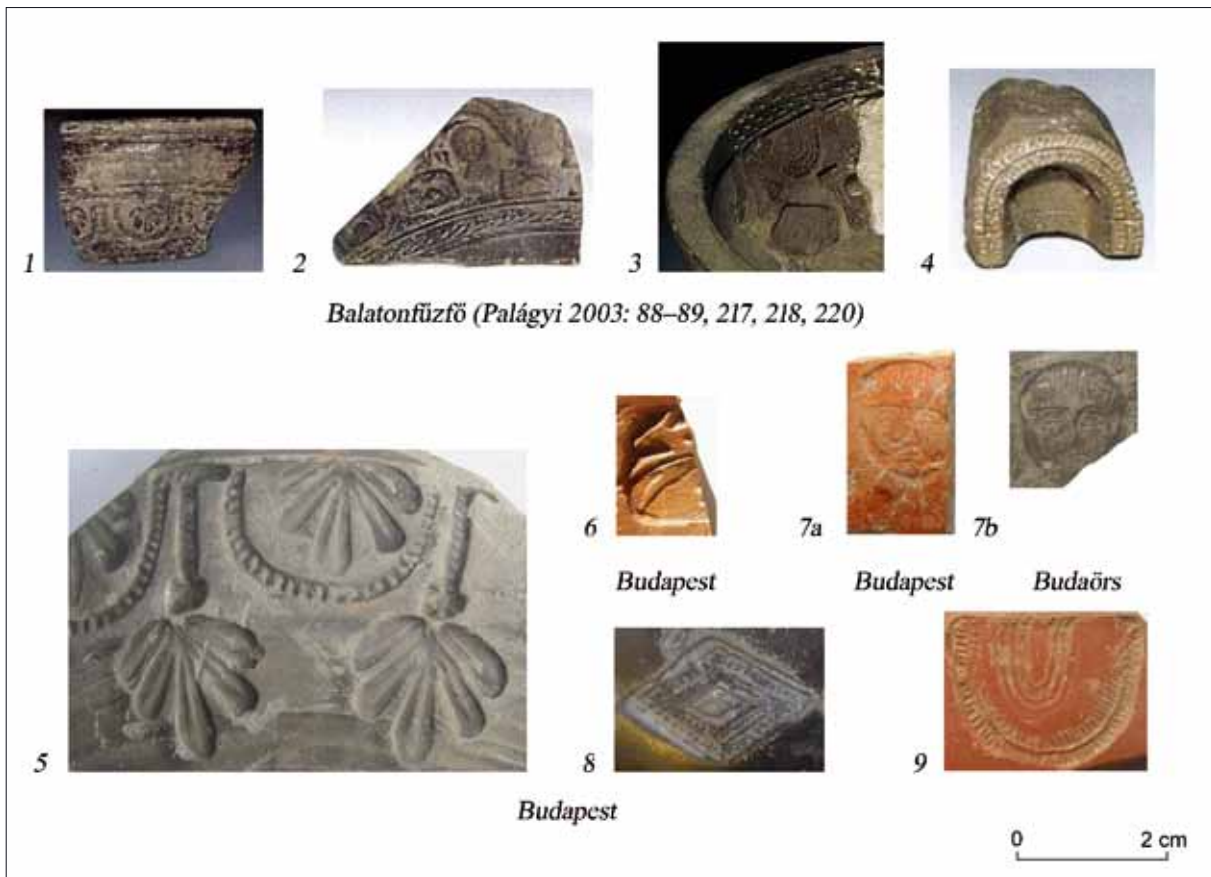 1
2
3
4
Balatonfűzfő (Palágyi 2003: 88–89, 217, 218, 220)
5
6
7a
7b
Budapest
Budapest
Budaörs
8
9
Budapest
0 2 cm